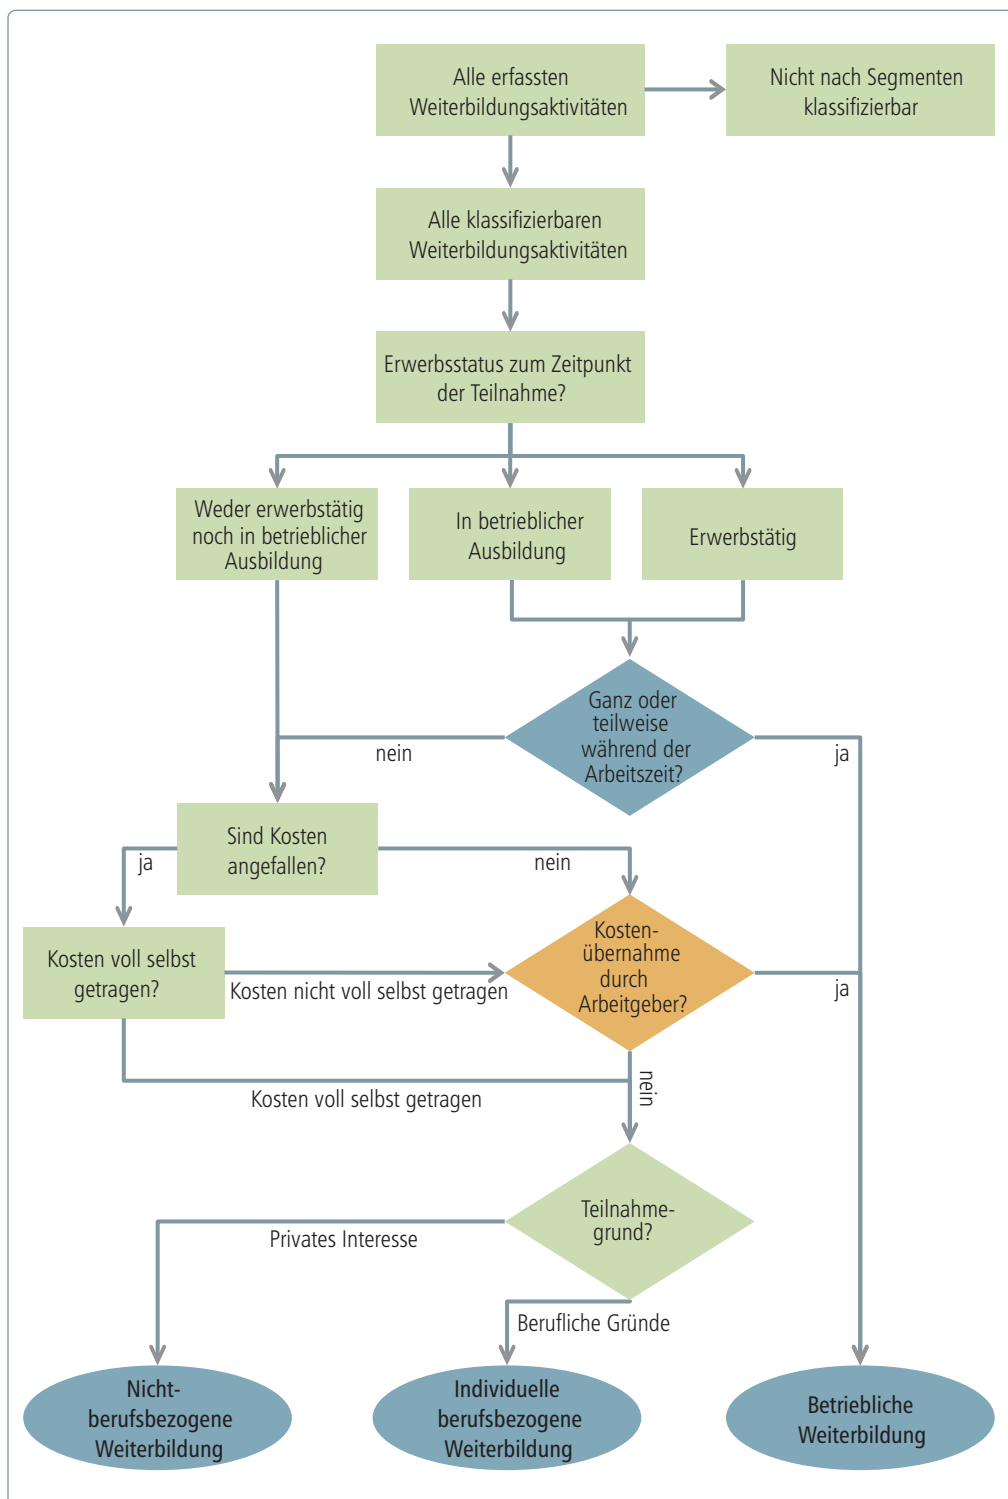 Alle erfassten
Weiterbildungsaktivitäten
Nicht nach Segmenten
klassifizierbar
Alle klassifizierbaren
Weiterbildungsaktivitäten
Erwerbsstatus zum Zeitpunkt
der Teilnahme?
Weder erwerbstätig
noch in betrieblicher
Ausbildung
In betrieblicher
Ausbildung
Erwerbstätig
Ganz oder
teilweise
während der
Arbeitszeit?
nein
ja
Sind Kosten
angefallen?
ja
nein
Kosten voll selbst
getragen?
Kosten nicht voll selbst getragen
Kosten-
übernahme
durch
Arbeitgeber?
ja
nein
Kosten voll selbst getragen
Teilnahme-
grund?
Privates Interesse
Berufliche Gründe
Nicht-
berufsbezogene
Weiterbildung
Individuelle
berufsbezogene
Weiterbildung
Betriebliche
Weiterbildung